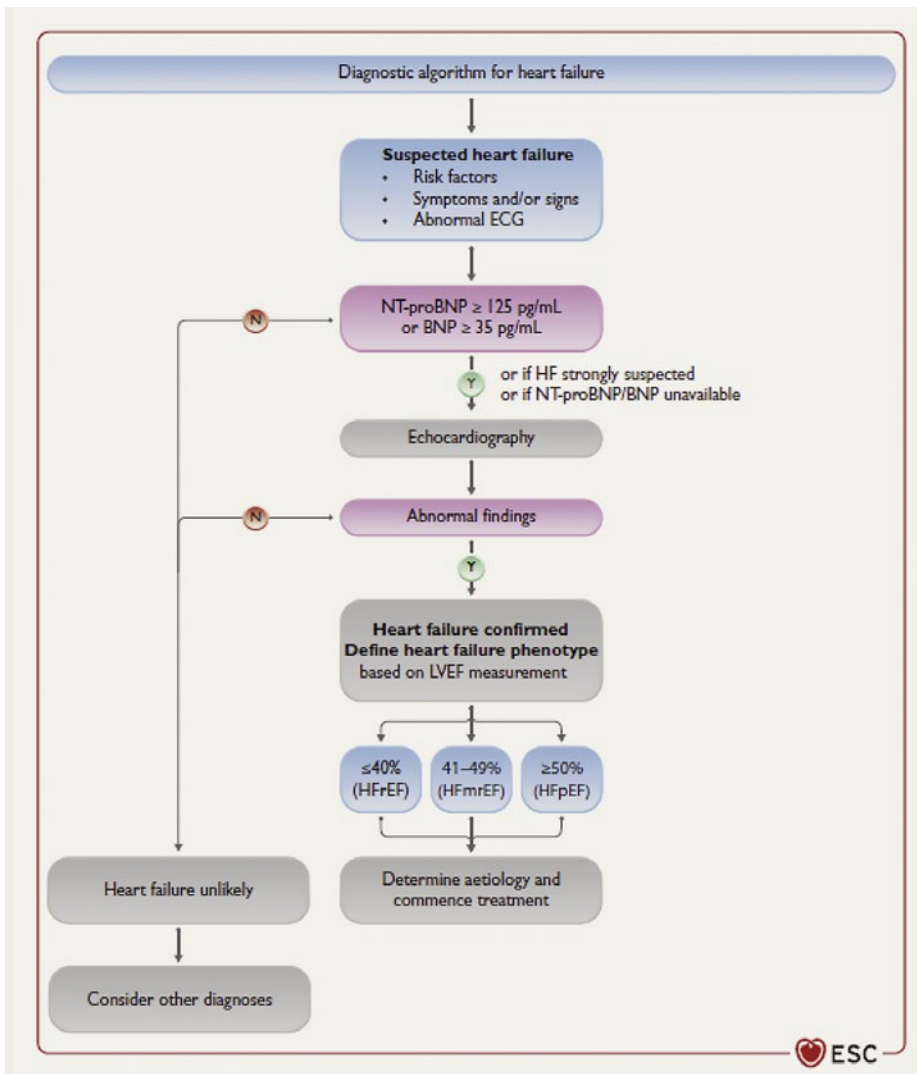 Diagnostic algorithm for heart failure
Suspected heart failure
• Risk factors
• Symptoms and/or signs
• Abnormal ECG
NT-proBNP ≥ 125 pg/mL
or BNP ≥ 35 pg/mL
N
Y
or if HF strongly suspected
or if NT-proBNP/BNP unavailable
Echocardiography
N
Abnormal findings
Y
Heart failure confirmed
Define heart failure phenotype
based on LVEF measurement
≤40%
(HFrEF)
41–49%
(HFmrEF)
≥50%
(HFpEF)
Heart failure unlikely
Determine aetiology and
commence treatment
Consider other diagnoses
ESC